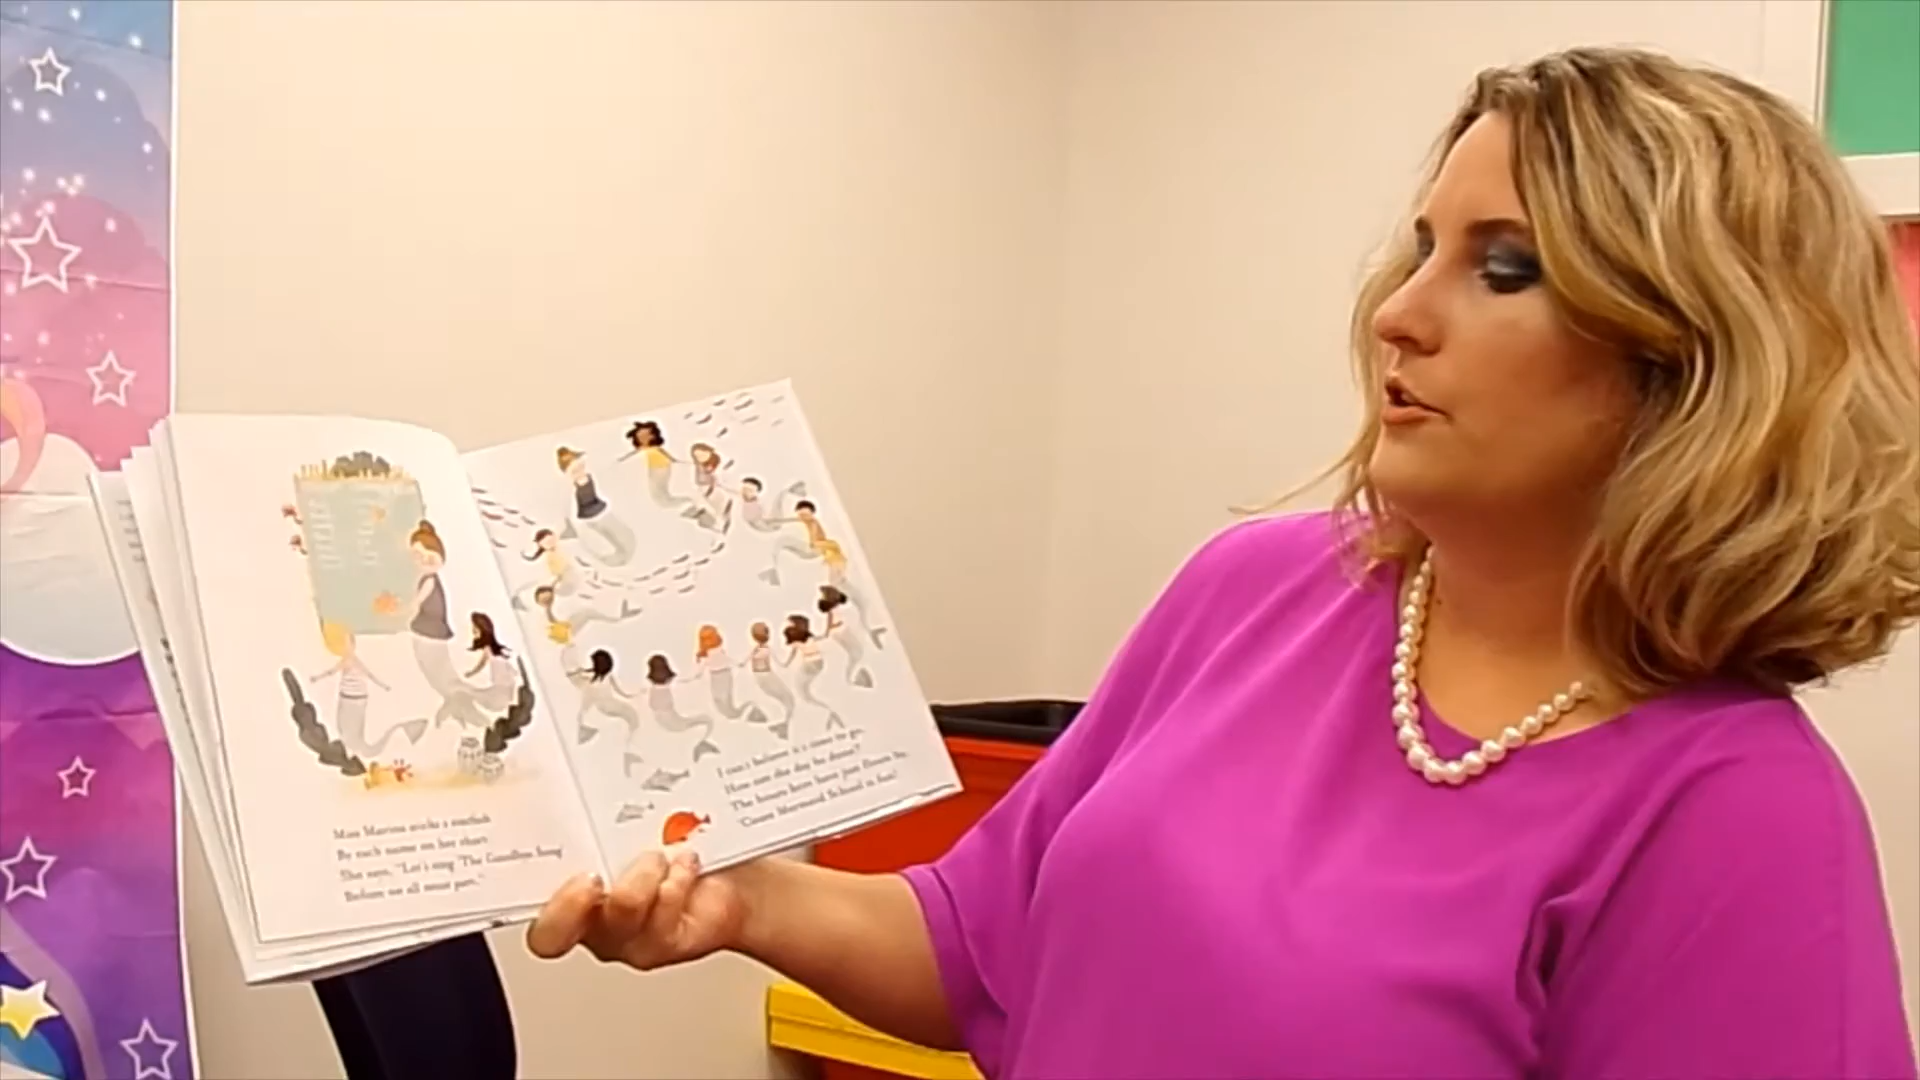 Miss Marina sticks a starfish
By each name on her chart.
She says, "Let's sing 'The Goodbye Song'
Before we all must part."
I can't believe it's time to go.
How can the day be done?
The hours here have just flown by,
'Cause Mermaid School is fun!